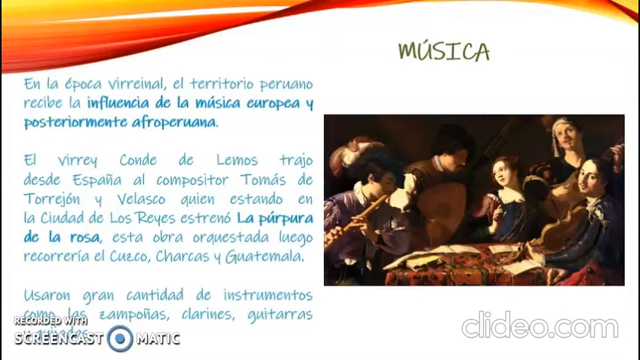 MÚSICA
En la época virreinal, el territorio peruano
recibe la influencia de la música europea y
posteriormente afroperuana.
El virrey Conde de Lemos trajo
desde España al compositor Tomás de
Torrejón y Velasco quien estando en
la Ciudad de Los Reyes estrenó La púrpura
de la rosa, esta obra orquestada luego
recorrería el Cuzco, Charcas y Guatemala.
Usaron gran cantidad de instrumentos
como las zampoñas, clarines, guitarras
RECORDED WITH
SCREENCAST MATIC
clideo.com